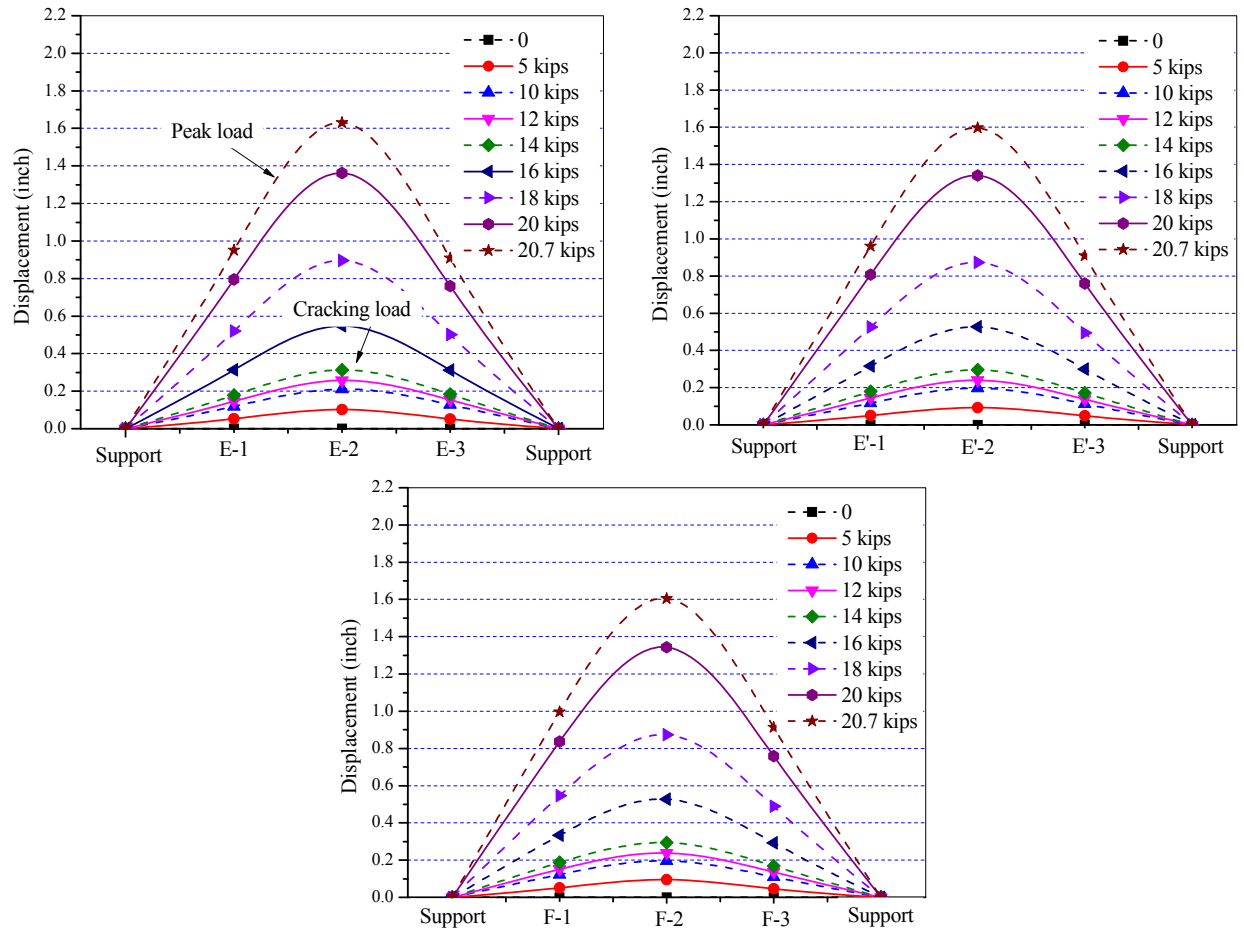 2.2
2.0
1.8
1.6
1.4
1.2
1.0
0.8
0.6
0.4
0.2
0.0
Displacement (inch)
Peak load
Cracking load
0
5 kips
10 kips
12 kips
14 kips
16 kips
18 kips
20 kips
20.7 kips
Support E-1 E-2 E-3 Support
2.2
2.0
1.8
1.6
1.4
1.2
1.0
0.8
0.6
0.4
0.2
0.0
Displacement (inch)
0
5 kips
10 kips
12 kips
14 kips
16 kips
18 kips
20 kips
20.7 kips
Support E'-1 E'-2 E'-3 Support
2.2
2.0
1.8
1.6
1.4
1.2
1.0
0.8
0.6
0.4
0.2
0.0
Displacement (inch)
0
5 kips
10 kips
12 kips
14 kips
16 kips
18 kips
20 kips
20.7 kips
Support F-1 F-2 F-3 Support